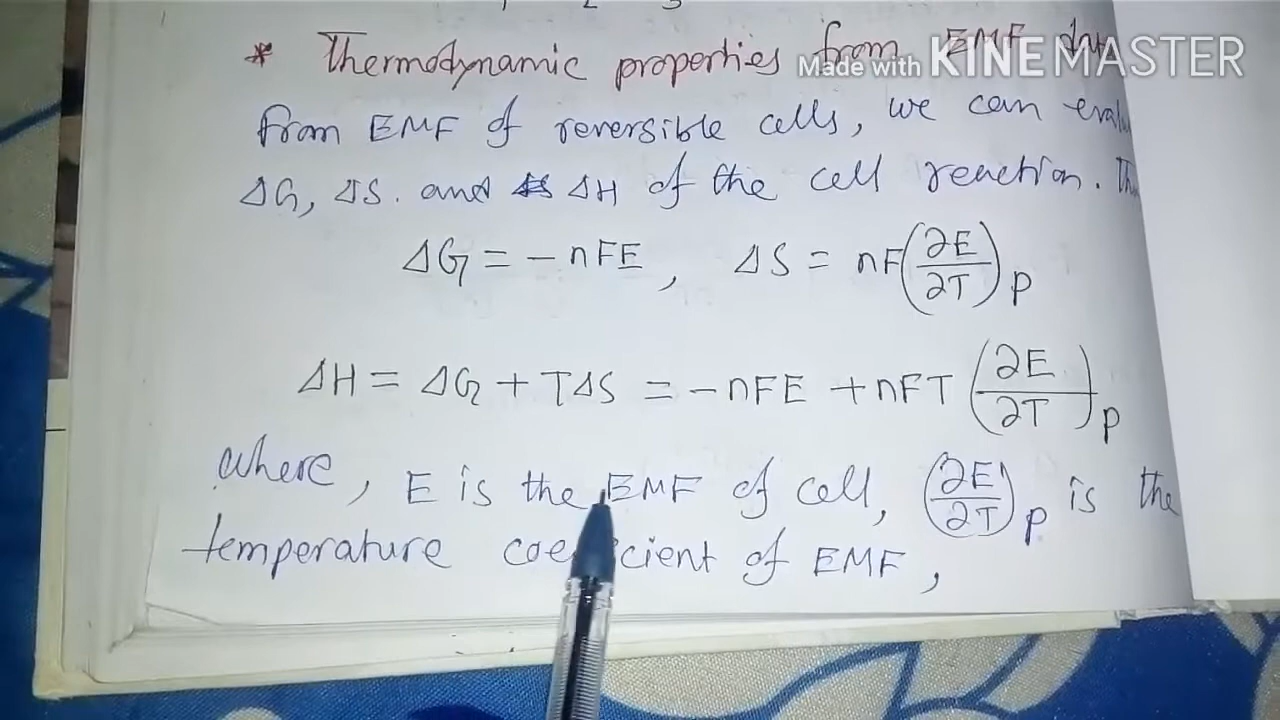 * Thermodynamic properties from EMF
Made with KINEMASTER
from EMF of reversible cells, we can
ΔG, ΔS. and ΔH of the cell reaction.
ΔG = - nFE, ΔS = nF(∂E/∂T)P
ΔH = ΔG + TΔS = -nFE + nFT (∂E/∂T)P
where, E is the EMF of cell, (∂E/∂T)P is the
temperature of EMF,